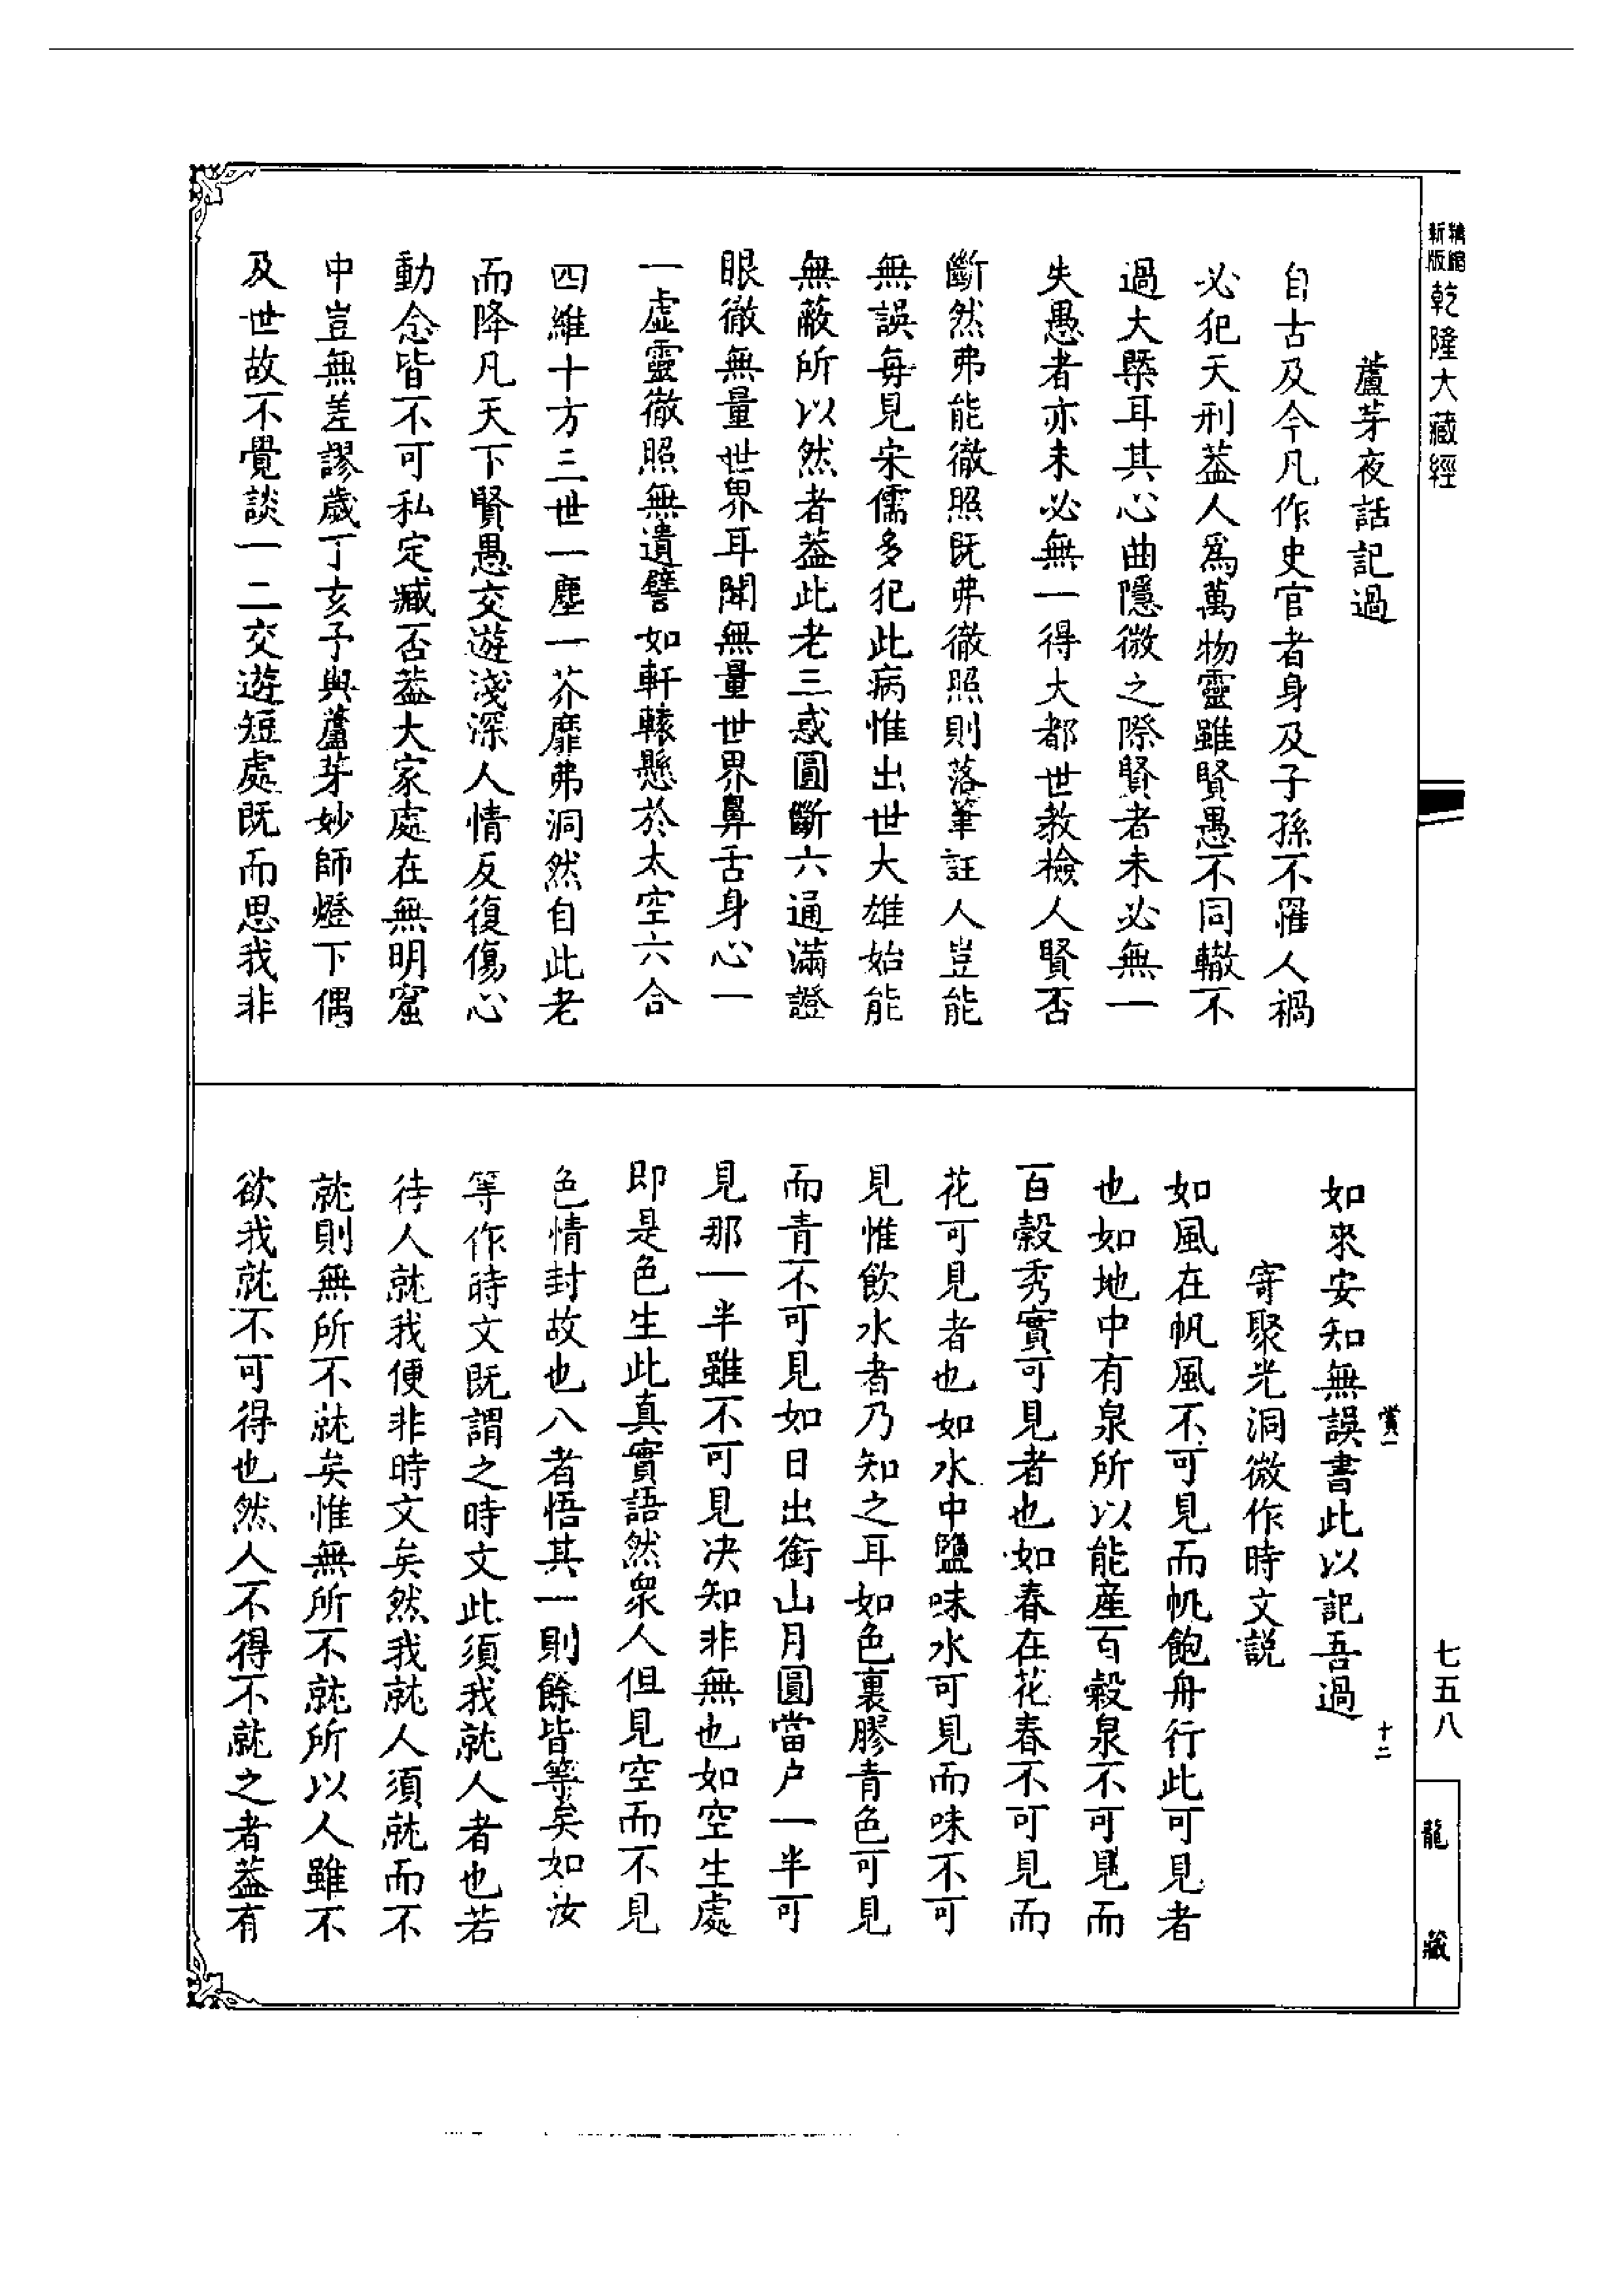 精縮
新版
乾隆大藏經
蘆芽夜話記過
自古及今凡作史官者身及子孫不罹人禍
必犯天刑葢人爲萬物靈雖賢愚不同轍不
過大槩耳其心曲隱微之際賢者未必無一
失愚者亦未必無一得大都世教檢人賢否
斷然弗能徹照既弗徹照則落筆註人豈能
無誤每見宋儒多犯此病惟出世大雄始能
無蔽所以然者葢此老三惑圓斷六通滿證
眼徹無量世界耳聞無量世界鼻舌身心一
一虛靈徹照無遺譬如軒轅懸於太空六合
四維十方三世一塵一芥靡弗洞然自此老
而降凡天下賢愚交遊淺深人情反復傷心
動念皆不可私定臧否葢大家處在無明窟
中豈無差謬歲丁亥予與蘆芽妙師燈下偶
及世故不覺談一二交遊短處既而思我非
如來安知無誤書此以記吾過
寄聚光洞微作時文説
如風在帆風不可見而帆飽舟行此可見者
也如地中有泉所以能産百穀泉不可見而
百穀秀實可見者也如春在花春不可見而
花可見者也如水中鹽味水可見而味不可
見惟飲水者乃知之耳如色裏膠青色可見
而青不可見如日出銜山月圓當户一半可
見那一半雖不可見决知非無也如空生處
即是色生此真實語然衆人但見空而不見
色情封故也八者悟其一則餘皆等矣如汝
等作時文既謂之時文此須我就人者也若
待人就我便非時文矣然我就人須就而不
就則無所不就矣惟無所不就所以人雖不
欲我就不可得也然人不得不就之者葢有
賞一
十二
七五八
龍藏